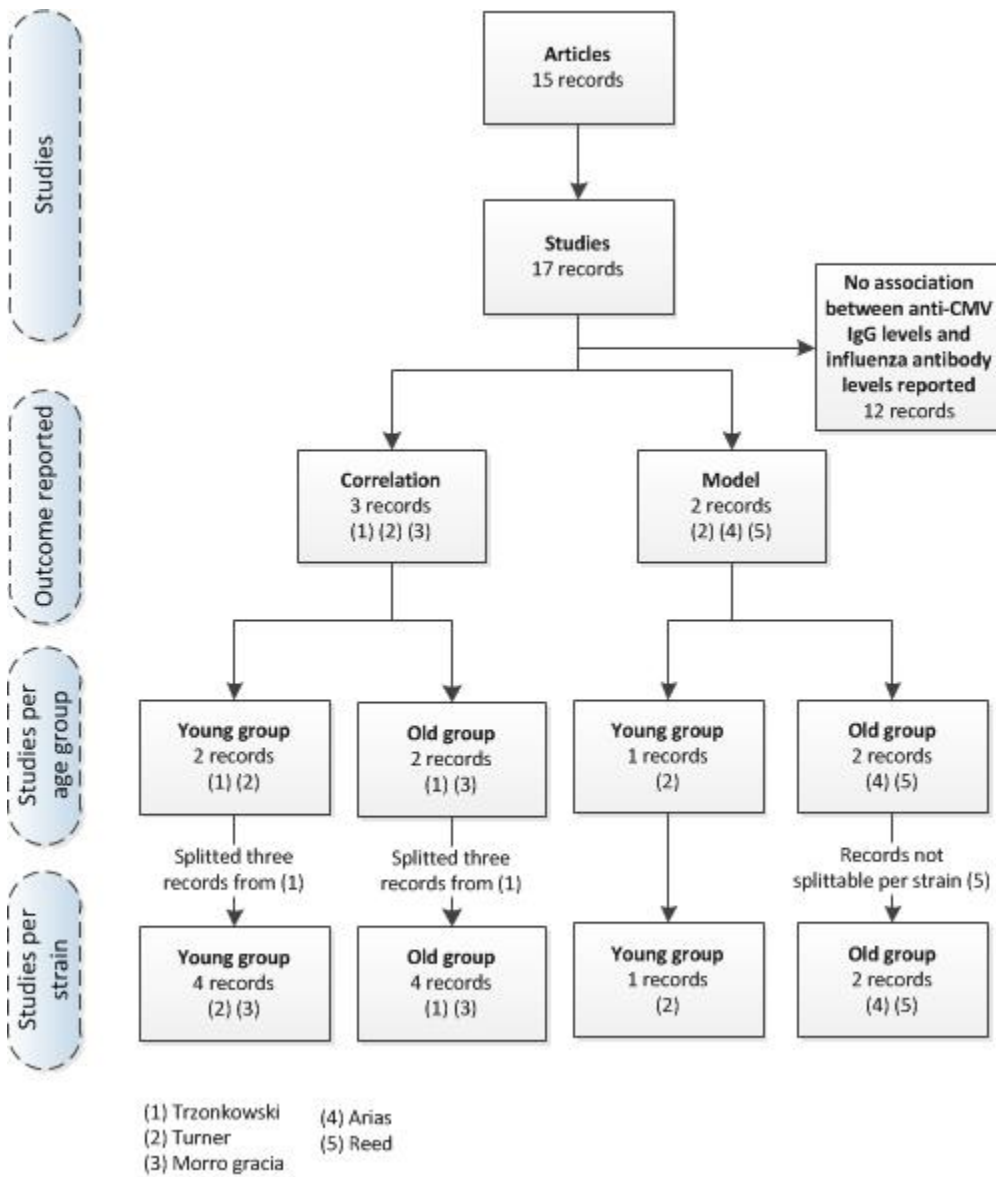 Studies
Articles
15 records
Studies
17 records
No association
between anti-CMV
IgG levels and
influenza antibody
levels reported
12 records
Outcome reported
Correlation
3 records
(1) (2) (3)
Model
2 records
(2) (4) (5)
Studies per
age group
Young group
2 records
(1) (2)
Old group
2 records
(1) (3)
Young group
1 records
(2)
Old group
2 records
(4) (5)
Splitted three
records from (1)
Splitted three
records from (1)
Records not
splittable per strain (5)
Studies per
strain
Young group
4 records
(2) (3)
Old group
4 records
(1) (3)
Young group
1 records
(2)
Old group
2 records
(4) (5)
(1) Trzonkowski
(2) Turner
(3) Morro gracia
(4) Arias
(5) Reed